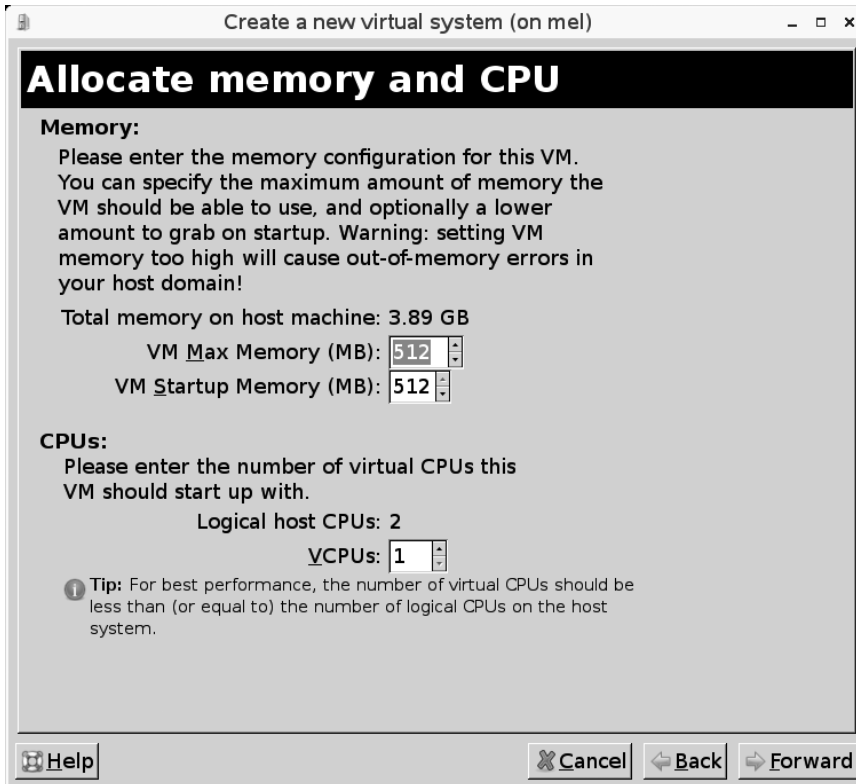 Create a new virtual system (on mel)
Allocate memory and CPU
Memory:
Please enter the memory configuration for this VM.
You can specify the maximum amount of memory the
VM should be able to use, and optionally a lower
amount to grab on startup. Warning: setting VM
memory too high will cause out-of-memory errors in
your host domain!
Total memory on host machine: 3.89 GB
VM Max Memory (MB): 512
VM Startup Memory (MB): 512
CPUs:
Please enter the number of virtual CPUs this
VM should start up with.
Logical host CPUs: 2
VCPUs: 1
Tip: For best performance, the number of virtual CPUs should be
less than (or equal to) the number of logical CPUs on the host
system.
Help Cancel Back Forward